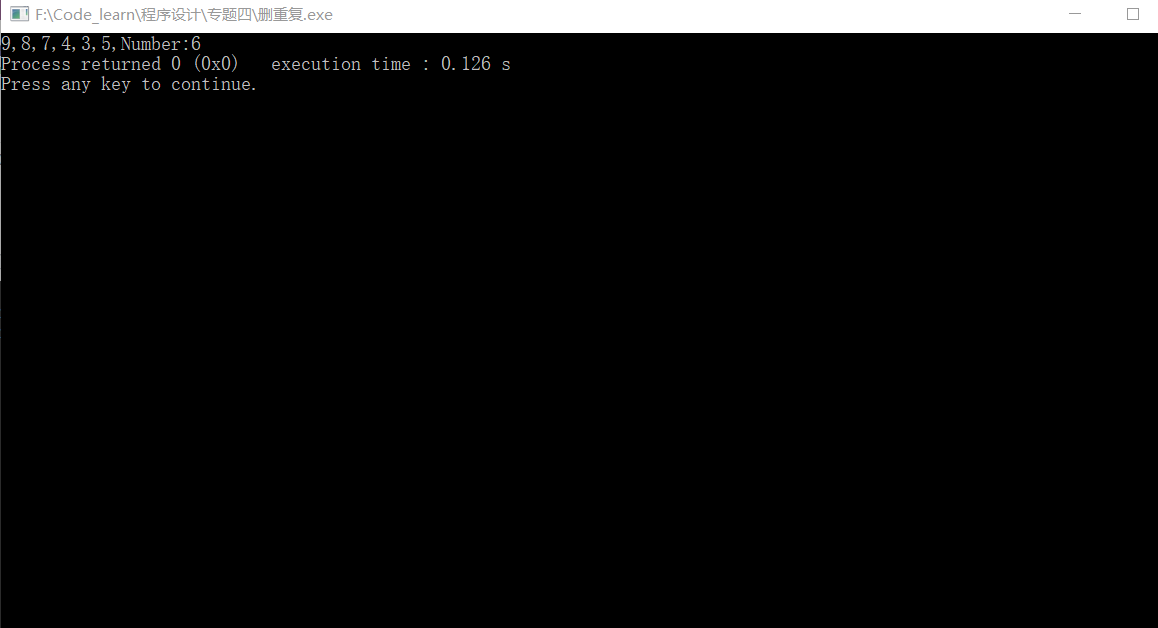 F:\Code_learn\程序设计\专题四\删重复.exe
9,8,7,4,3,5,Number:6
Process returned 0 (0x0)   execution time : 0.126 s
Press any key to continue.